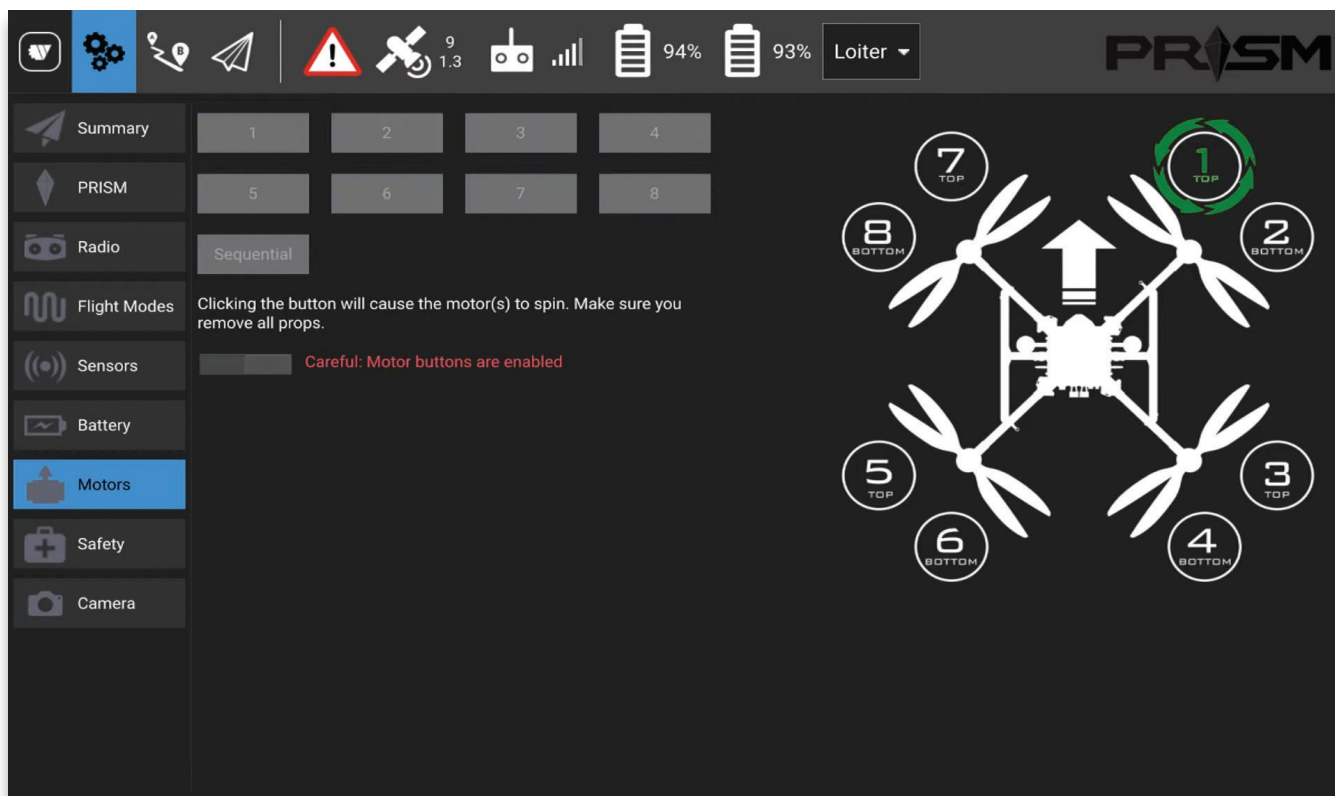 9
1.3
94%
93%
Loiter
PRISM
Summary
PRISM
Radio
Flight Modes
Sensors
Battery
Motors
Safety
Camera
1 2 3 4
5 6 7 8
Sequential
Clicking the button will cause the motor(s) to spin. Make sure you
remove all props.
Careful: Motor buttons are enabled
7
TOP
1
TOP
8
BOTTOM
2
BOTTOM
5
TOP
3
TOP
6
BOTTOM
4
BOTTOM